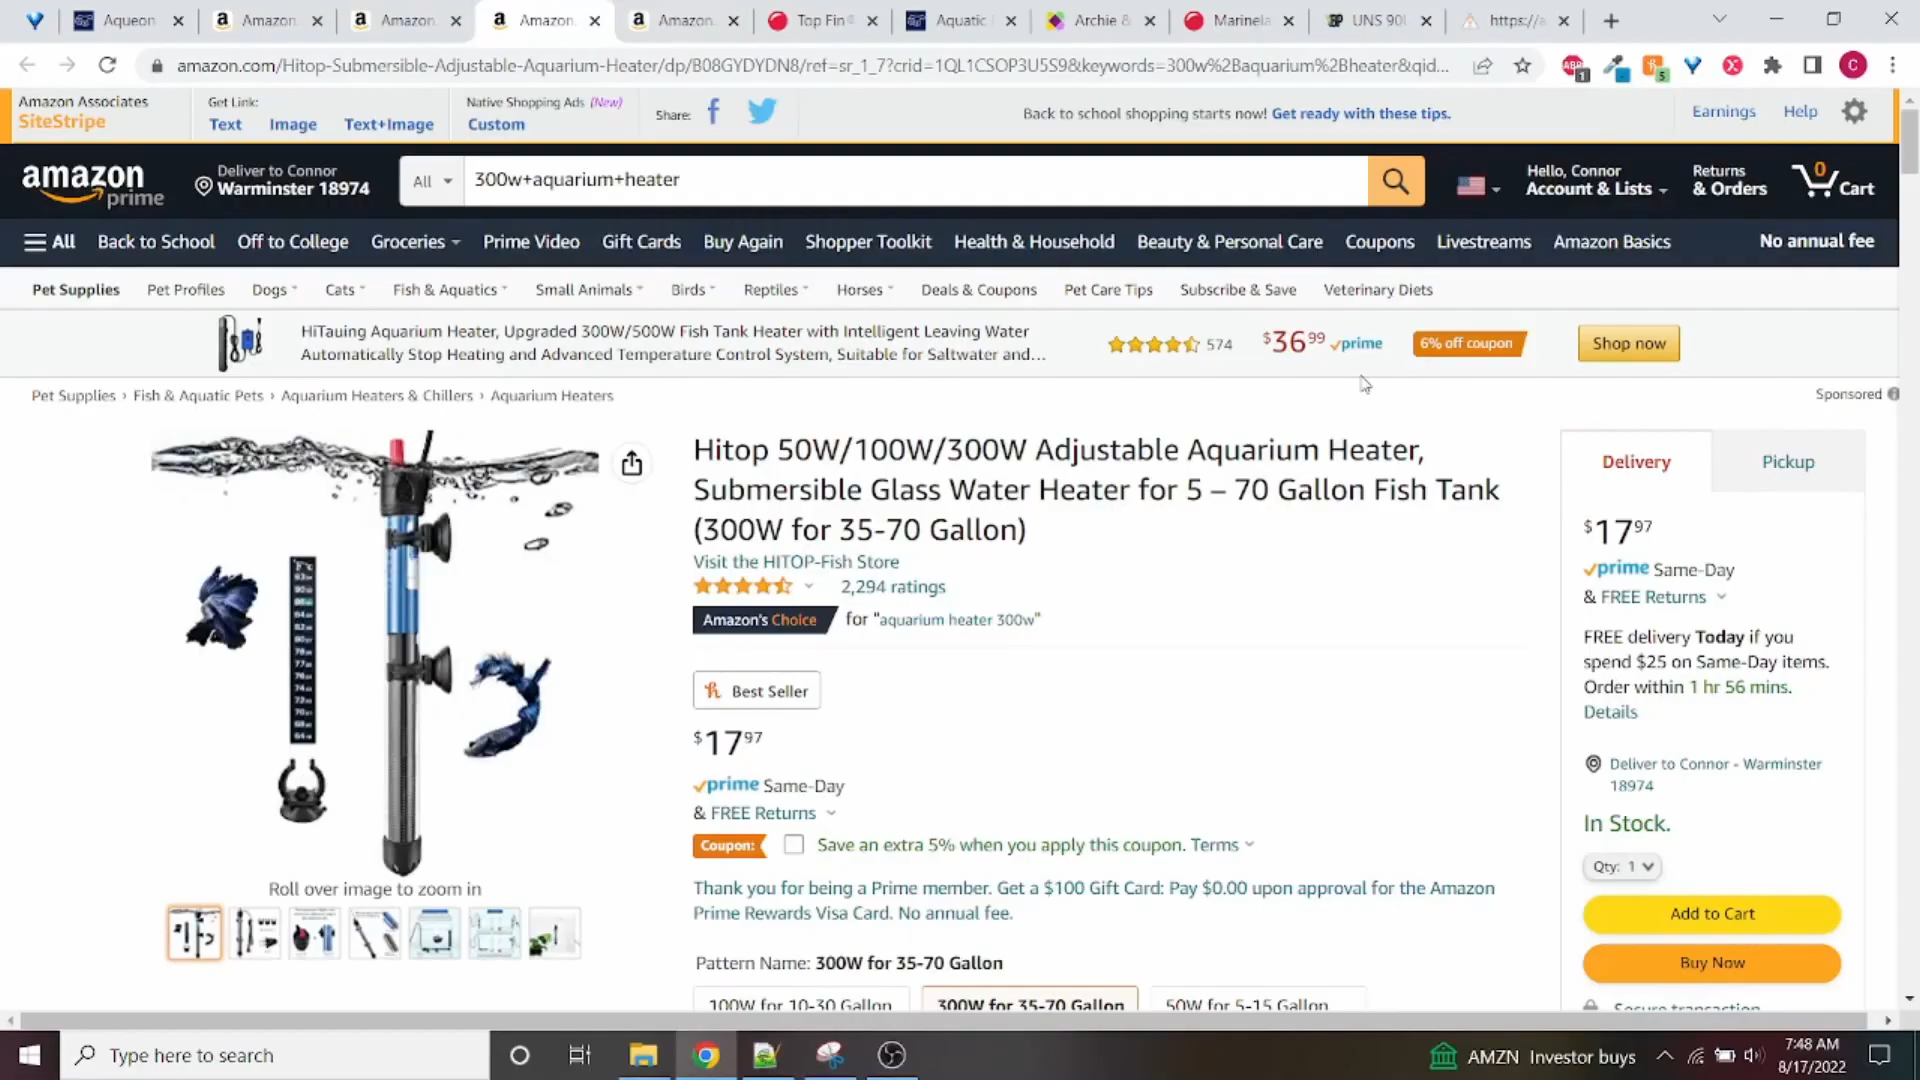 Aqueon
Amazon
Amazon
Amazon
Amazon
Top Fin
Aquatic
Archie &
Marinela
UNS 90
https://a
amazon.com/Hitop-Submersible-Adjustable-Aquarium-Heater/dp/B08GYDYDN8/ref=sr_1_7?crid=1QL1CSOP3U5S9&keywords=300w%2Baquarium%2Bheater&qid...
ABP
1
5
C
Amazon Associates
SiteStripe
Get Link:
Text Image Text+Image
Native Shopping Ads (New)
Custom
Share:
Back to school shopping starts now! Get ready with these tips.
Earnings Help
amazon
prime
Deliver to Connor
Warminster 18974
All
300w+aquarium+heater
Hello, Connor
Account & Lists
Returns
& Orders
0
Cart
All Back to School Off to College Groceries Prime Video Gift Cards Buy Again Shopper Toolkit Health & Household Beauty & Personal Care Coupons Livestreams Amazon Basics
No annual fee
Pet Supplies Pet Profiles Dogs Cats Fish & Aquatics Small Animals Birds Reptiles Horses Deals & Coupons Pet Care Tips Subscribe & Save Veterinary Diets
HiTauing Aquarium Heater, Upgraded 300W/500W Fish Tank Heater with Intelligent Leaving Water
Automatically Stop Heating and Advanced Temperature Control System, Suitable for Saltwater and...
574
$36 99 prime
6% off coupon
Shop now
Pet Supplies › Fish & Aquatic Pets › Aquarium Heaters & Chillers › Aquarium Heaters
Sponsored
Hitop 50W/100W/300W Adjustable Aquarium Heater,
Submersible Glass Water Heater for 5 – 70 Gallon Fish Tank
(300W for 35-70 Gallon)
Visit the HITOP-Fish Store
2,294 ratings
Amazon's Choice for "aquarium heater 300w"
Best Seller
$17 97
prime Same-Day
& FREE Returns
Coupon: Save an extra 5% when you apply this coupon. Terms
Thank you for being a Prime member. Get a $100 Gift Card: Pay $0.00 upon approval for the Amazon
Prime Rewards Visa Card. No annual fee.
Pattern Name: 300W for 35-70 Gallon
100W for 10-30 Gallon
300W for 35-70 Gallon
50W for 5-15 Gallon
Roll over image to zoom in
Delivery
Pickup
$17 97
prime Same-Day
& FREE Returns
FREE delivery Today if you
spend $25 on Same-Day items.
Order within 1 hr 56 mins.
Details
Deliver to Connor - Warminster
18974
In Stock.
Qty: 1
Add to Cart
Buy Now
Secure transaction
Type here to search
AMZN Investor buys
7:48 AM
8/17/2022